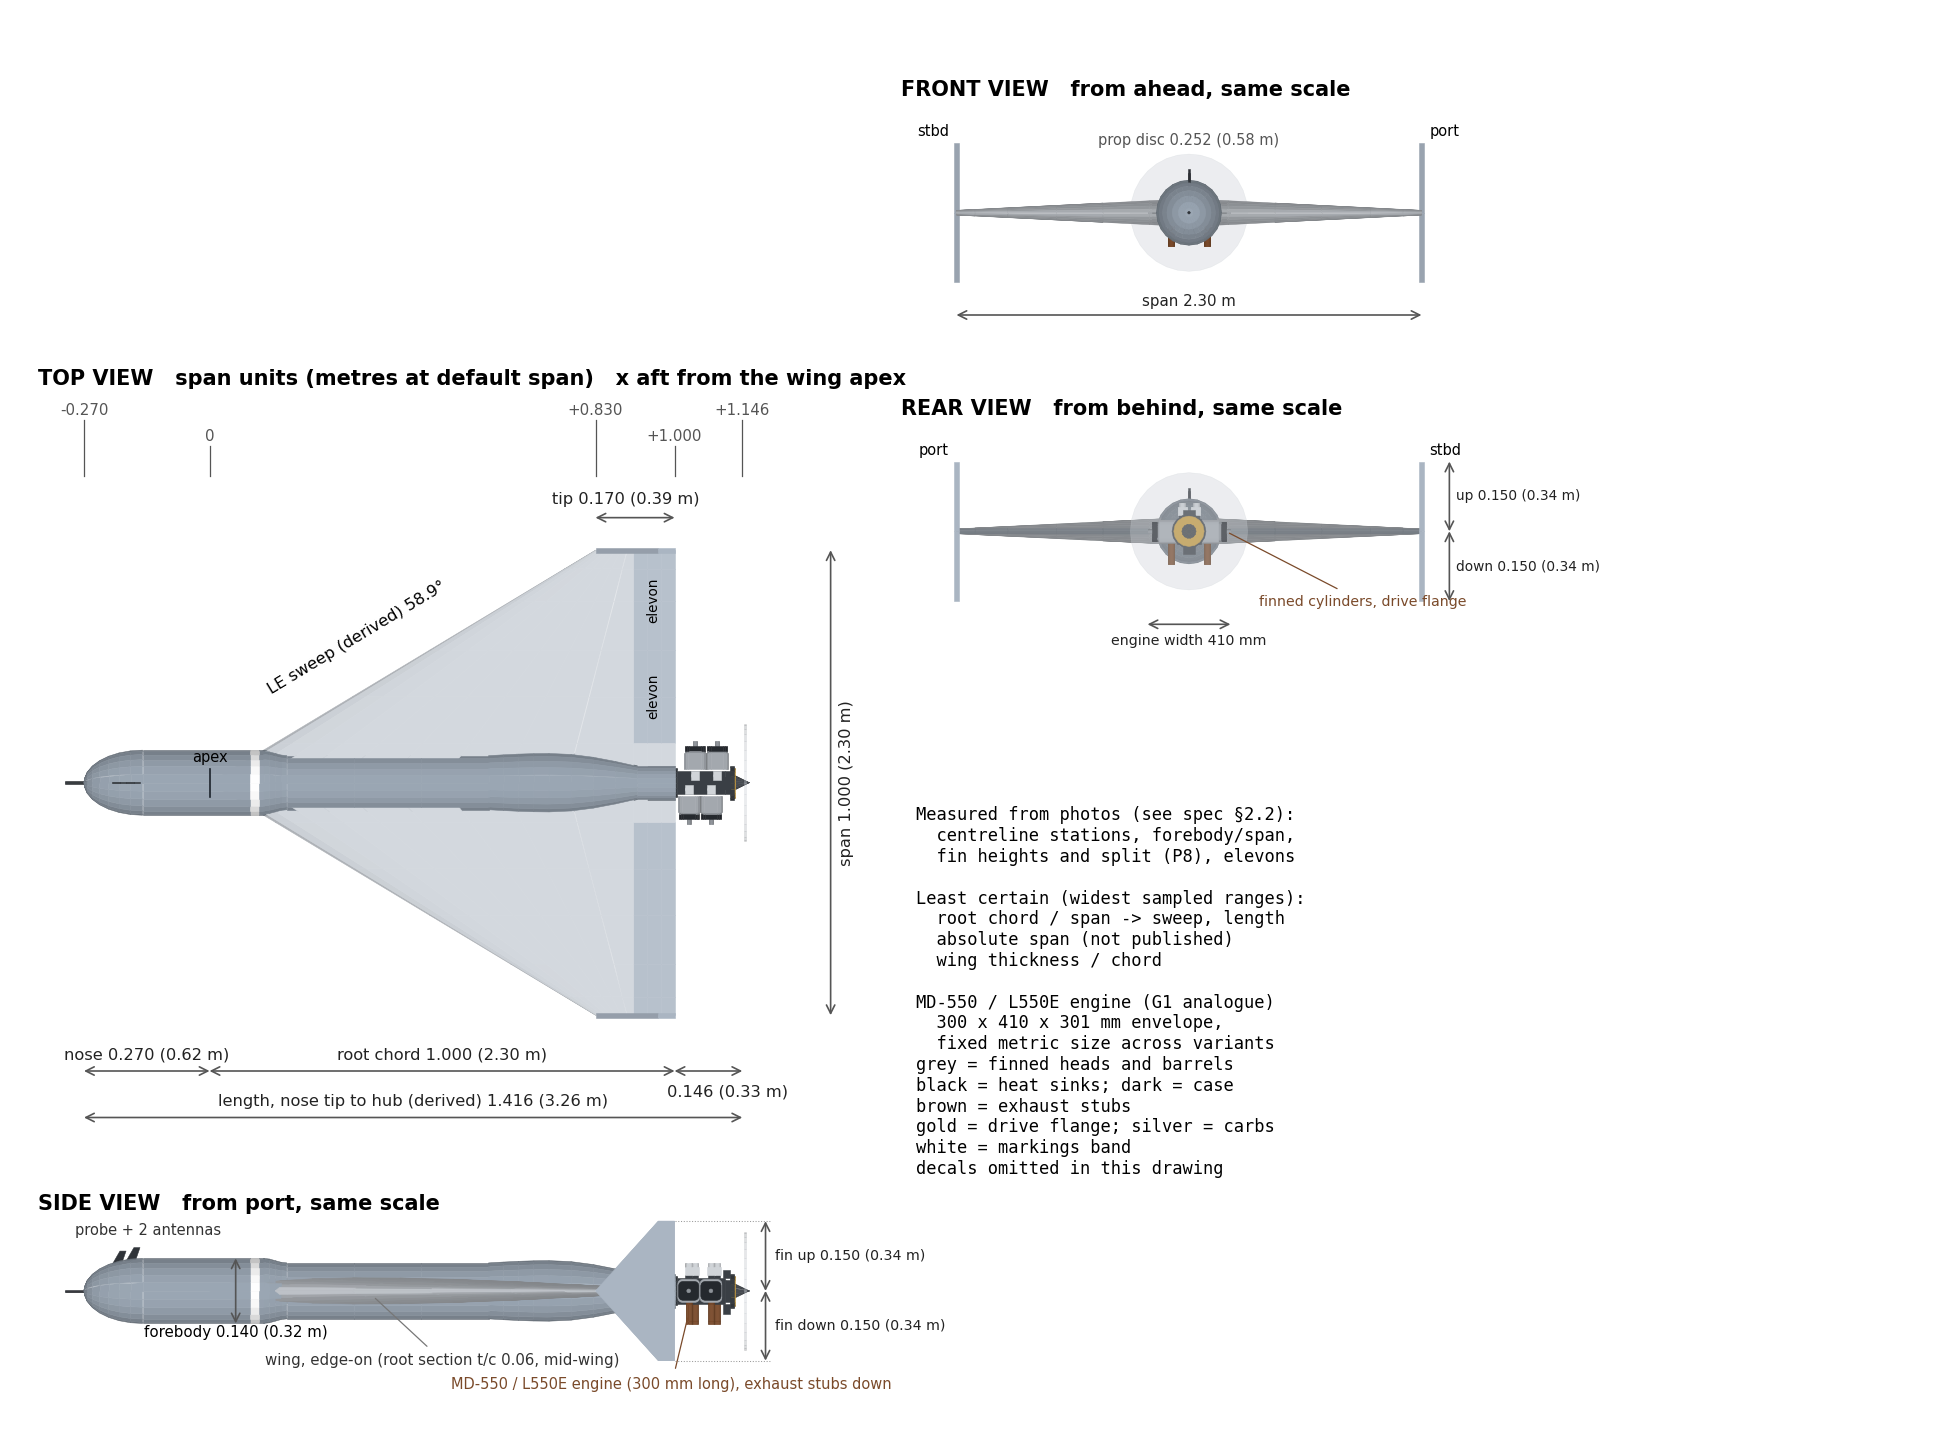 FRONT VIEW   from ahead, same scale
stbd
port
prop disc 0.252 (0.58 m)
span 2.30 m
TOP VIEW   span units (metres at default span)   x aft from the wing apex
-0.270
0
+0.830
+1.000
+1.146
tip 0.170 (0.39 m)
LE sweep (derived) 58.9°
elevon
elevon
apex
span 1.000 (2.30 m)
nose 0.270 (0.62 m)
root chord 1.000 (2.30 m)
0.146 (0.33 m)
length, nose tip to hub (derived) 1.416 (3.26 m)
REAR VIEW   from behind, same scale
port
stbd
up 0.150 (0.34 m)
down 0.150 (0.34 m)
finned cylinders, drive flange
engine width 410 mm
Measured from photos (see spec §2.2):
  centreline stations, forebody/span,
  fin heights and split (P8), elevons
Least certain (widest sampled ranges):
  root chord / span -> sweep, length
  absolute span (not published)
  wing thickness / chord
MD-550 / L550E engine (G1 analogue)
  300 x 410 x 301 mm envelope,
  fixed metric size across variants
grey = finned heads and barrels
black = heat sinks; dark = case
brown = exhaust stubs
gold = drive flange; silver = carbs
white = markings band
decals omitted in this drawing
SIDE VIEW   from port, same scale
probe + 2 antennas
fin up 0.150 (0.34 m)
fin down 0.150 (0.34 m)
forebody 0.140 (0.32 m)
wing, edge-on (root section t/c 0.06, mid-wing)
MD-550 / L550E engine (300 mm long), exhaust stubs down